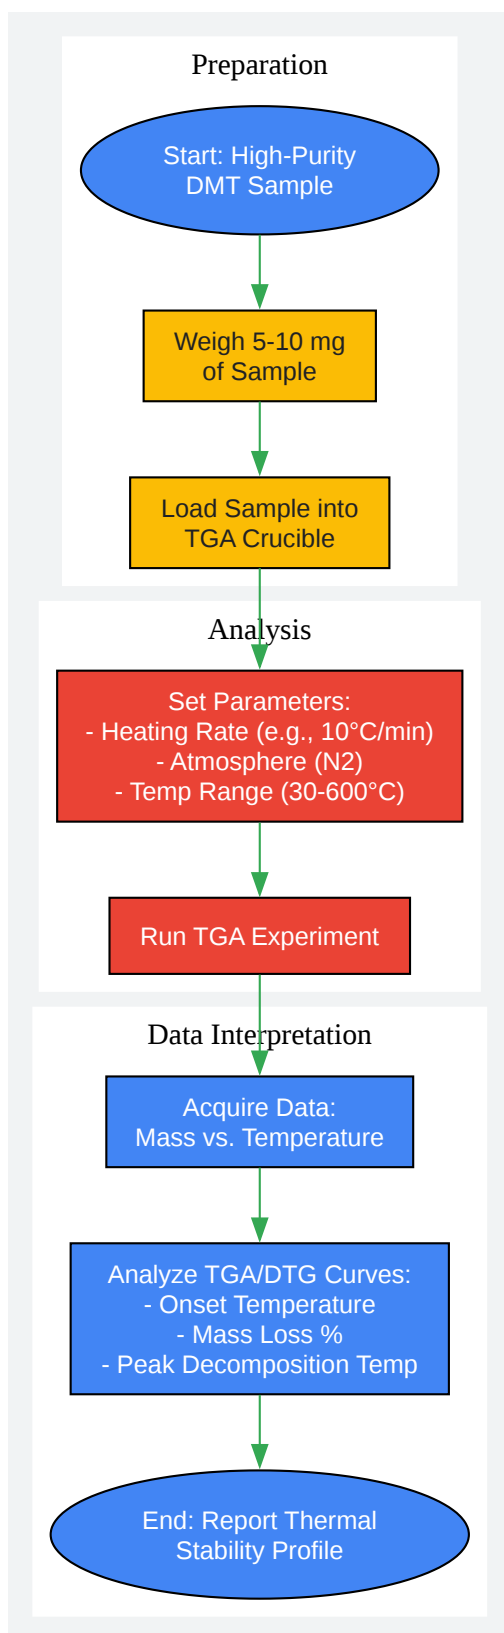 Preparation
Start: High-Purity
DMT Sample
Weigh 5-10 mg
of Sample
Load Sample into
TGA Crucible
Analysis
Set Parameters:
- Heating Rate (e.g., 10°C/min)
- Atmosphere (N2)
- Temp Range (30-600°C)
Run TGA Experiment
Data Interpretation
Acquire Data:
Mass vs. Temperature
Analyze TGA/DTG Curves:
- Onset Temperature
- Mass Loss %
- Peak Decomposition Temp
End: Report Thermal
Stability Profile